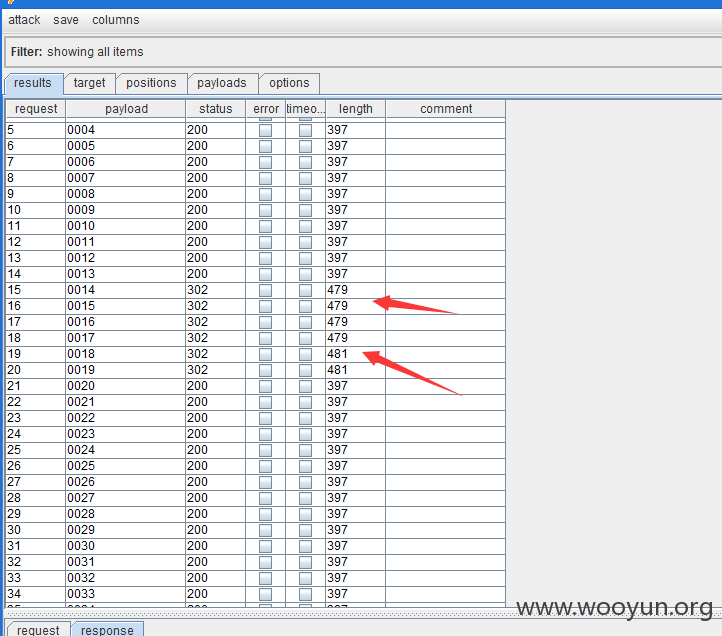 attack save columns
Filter: showing all items
results target positions payloads options
request payload status error timeo... length comment
5 0004 200 397
6 0005 200 397
7 0006 200 397
8 0007 200 397
9 0008 200 397
10 0009 200 397
11 0010 200 397
12 0011 200 397
13 0012 200 397
14 0013 200 397
15 0014 302 479
16 0015 302 479
17 0016 302 479
18 0017 302 479
19 0018 302 481
20 0019 302 481
21 0020 200 397
22 0021 200 397
23 0022 200 397
24 0023 200 397
25 0024 200 397
26 0025 200 397
27 0026 200 397
28 0027 200 397
29 0028 200 397
30 0029 200 397
31 0030 200 397
32 0031 200 397
33 0032 200 397
34 0033 200 397
www.wooyun.org
request response